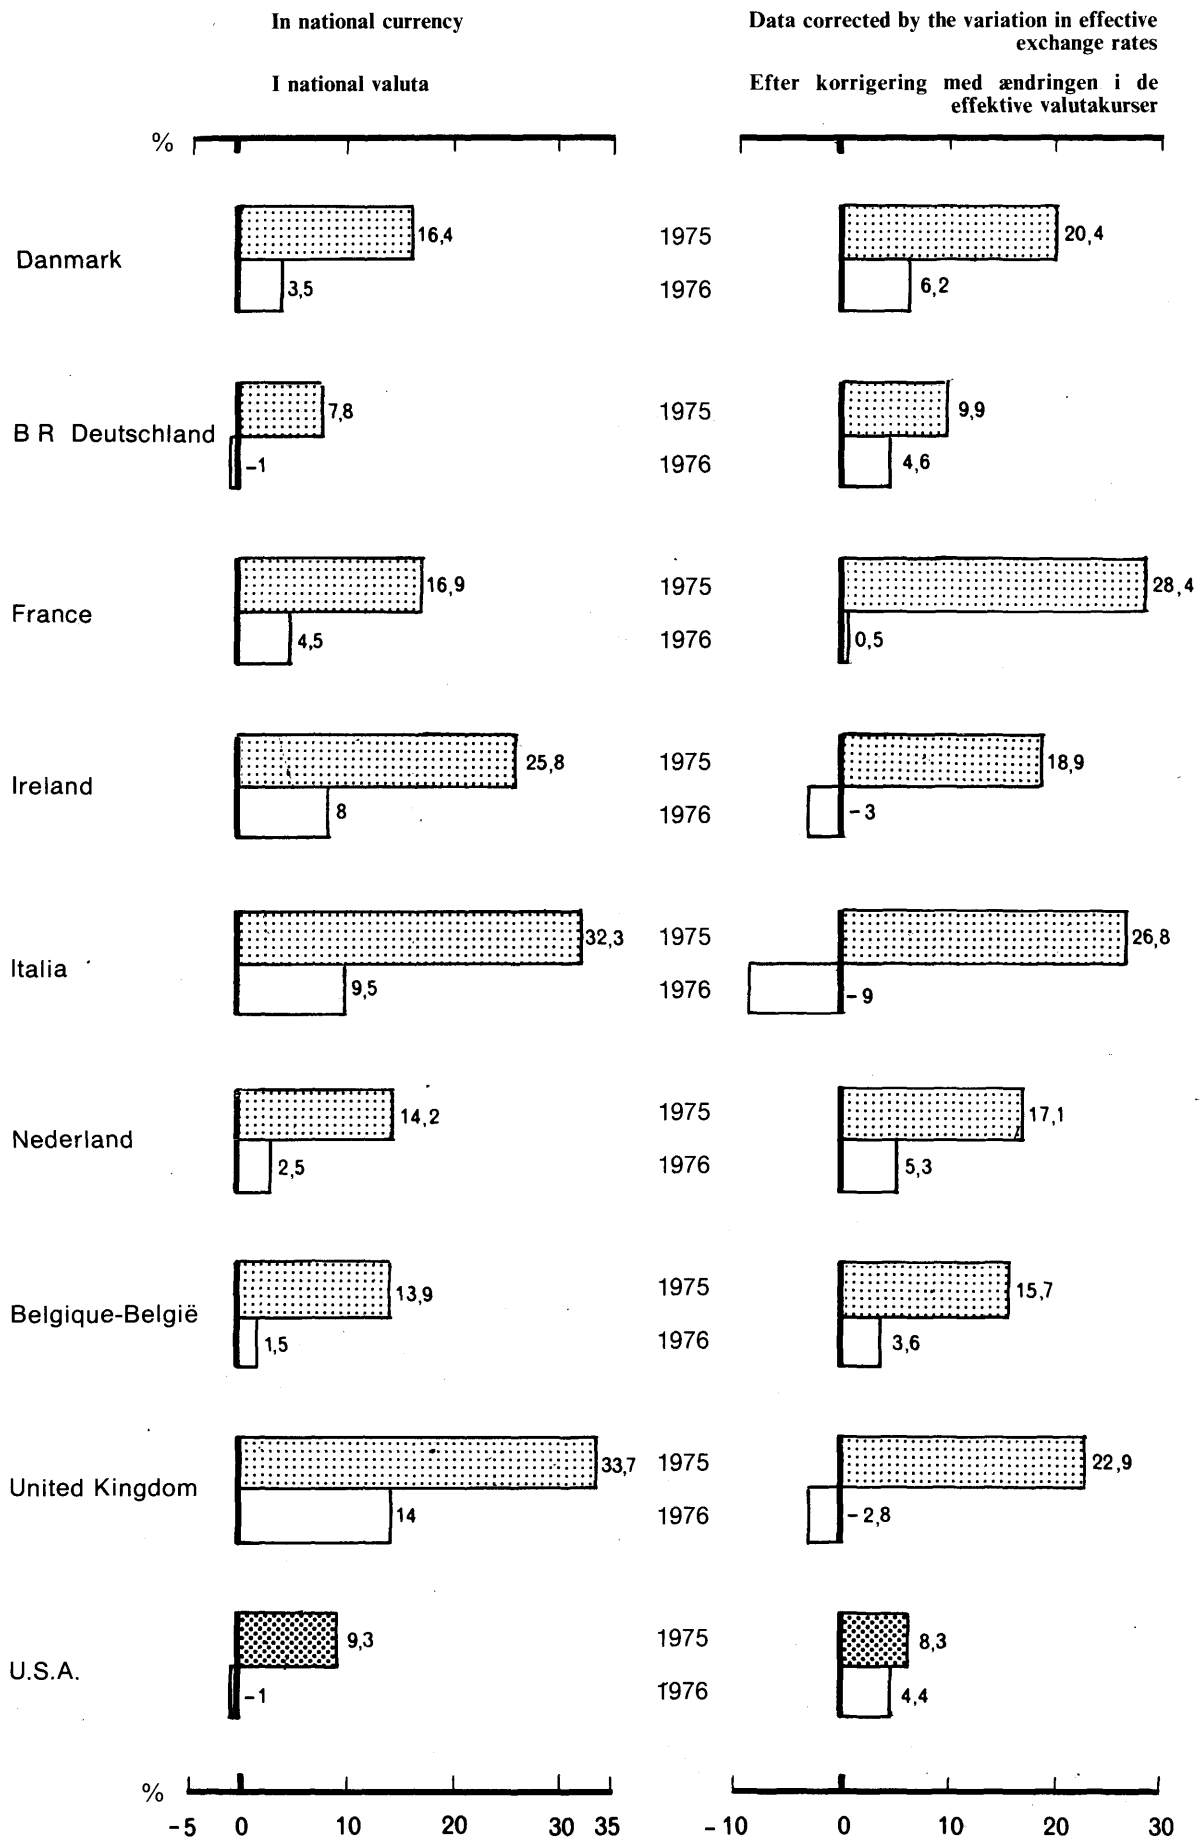 In national currency
Data corrected by the variation in effective
exchange rates
I national valuta
Efter korrigering med ændringen i de
effektive valutakurser
%
16,4 1975 20,4
Danmark
3,5 1976 6,2
7,8 1975 9,9
B R Deutschland
-1 1976 4,6
16,9 1975 28,4
France
4,5 1976 0,5
25,8 1975 18,9
Ireland
8 1976 -3
32,3 1975 26,8
Italia
9,5 1976 -9
14,2 1975 17,1
Nederland
2,5 1976 5,3
13,9 1975 15,7
Belgique-België
1,5 1976 3,6
33,7 1975 22,9
United Kingdom
14 1976 -2,8
9,3 1975 8,3
U.S.A.
-1 1976 4,4
%
-5 0 10 20 30 35 -10 0 10 20 30